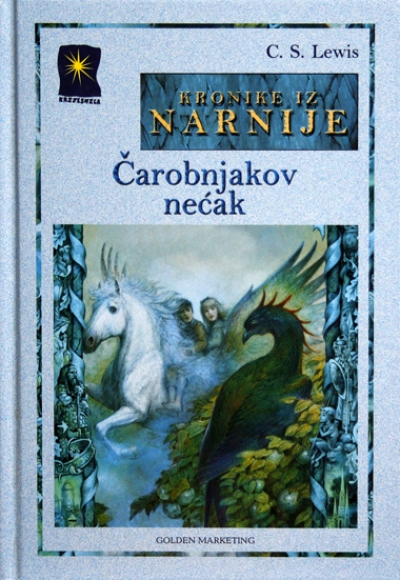 C. S. Lewis
KRONIKE IZ
NARNIJE
Čarobnjakov
nećak
GOLDEN MARKETING